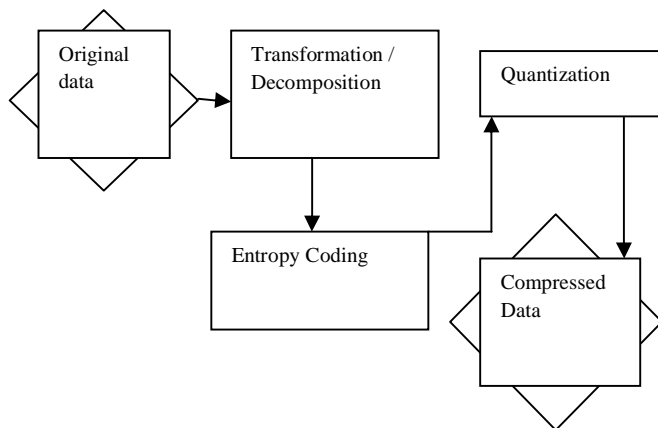 Original
data
Transformation /
Decomposition
Quantization
Entropy Coding
Compressed
Data